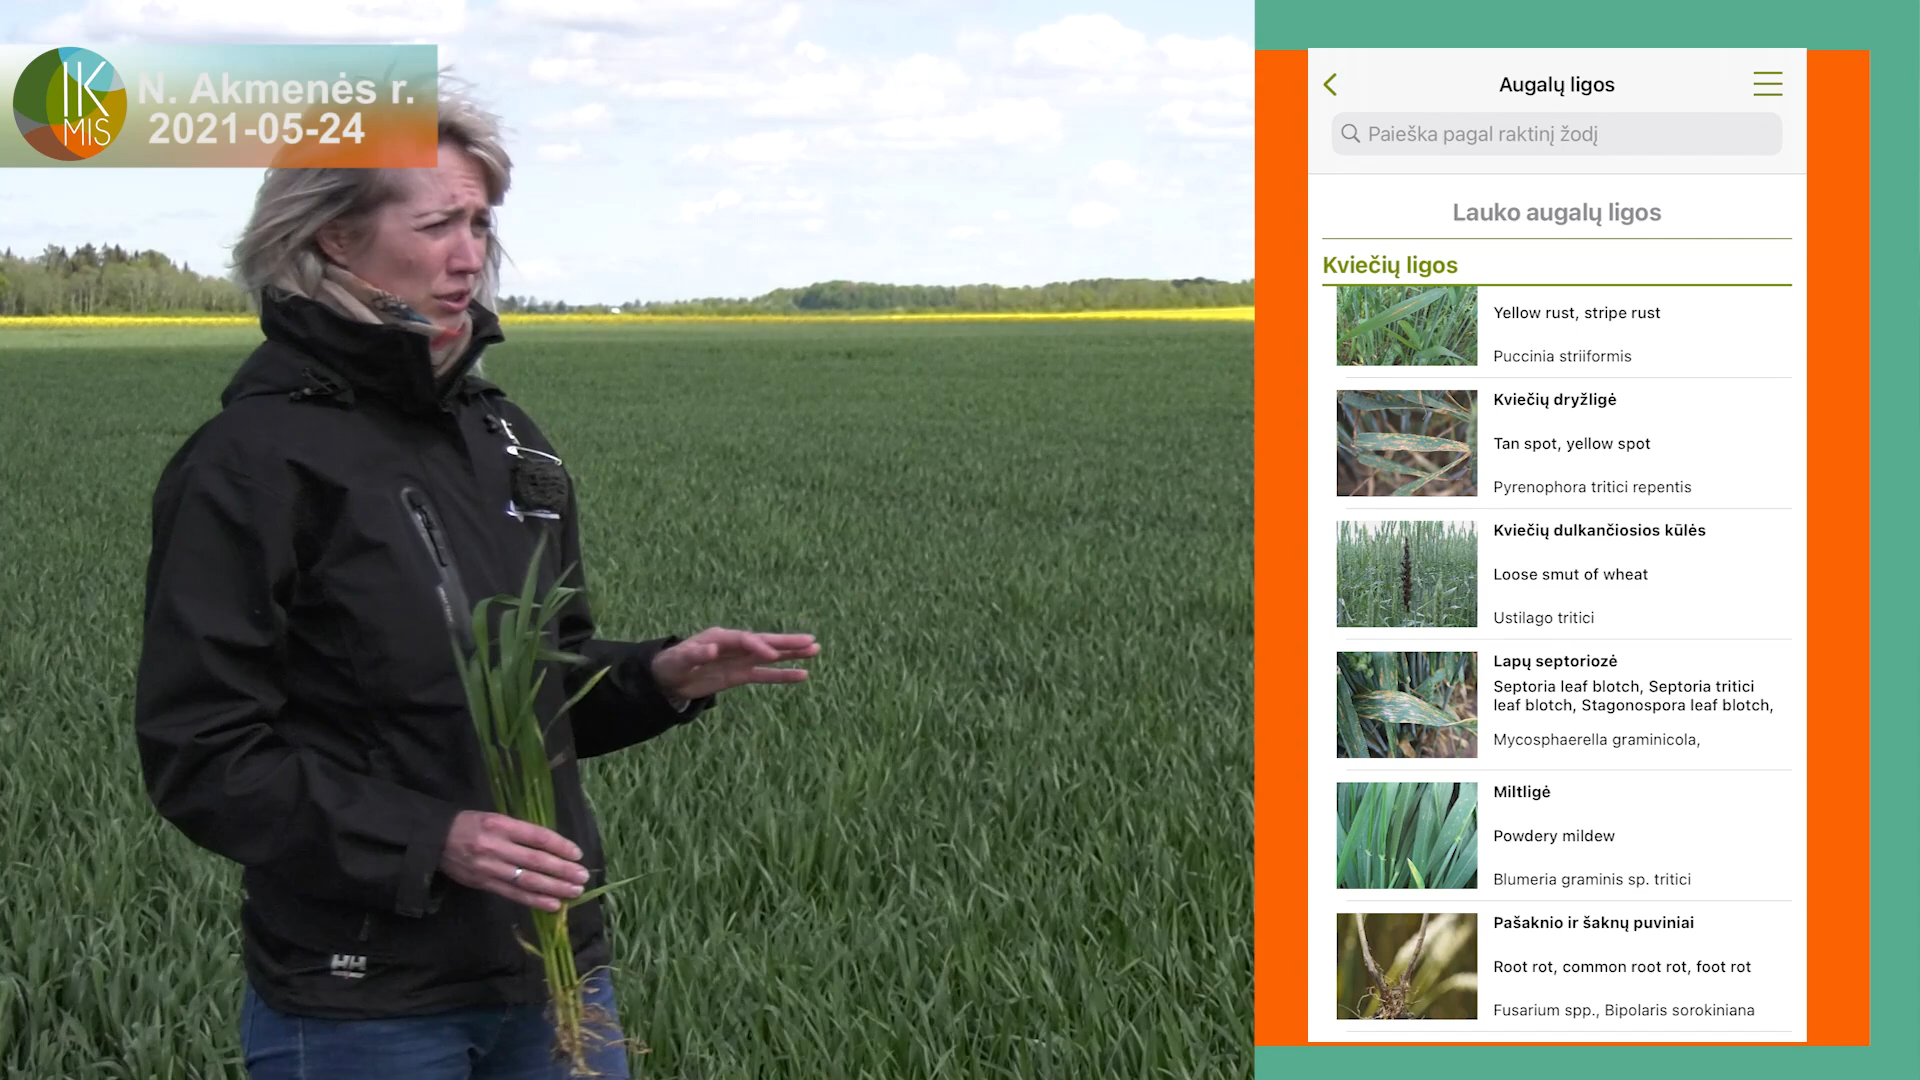 IK
MIS
N. Akmenės r.
2021-05-24
HH
Augalų ligos
Paieška pagal raktinį žodį
Lauko augalų ligos
Kviečių ligos
Yellow rust, stripe rust
Puccinia striiformis
Kviečių dryžligė
Tan spot, yellow spot
Pyrenophora tritici repentis
Kviečių dulkančiosios kūlės
Loose smut of wheat
Ustilago tritici
Lapų septoriozė
Septoria leaf blotch, Septoria tritici
leaf blotch, Stagonospora leaf blotch,
Mycosphaerella graminicola,
Miltligė
Powdery mildew
Blumeria graminis sp. tritici
Pašaknio ir šaknų puviniai
Root rot, common root rot, foot rot
Fusarium spp., Bipolaris sorokiniana